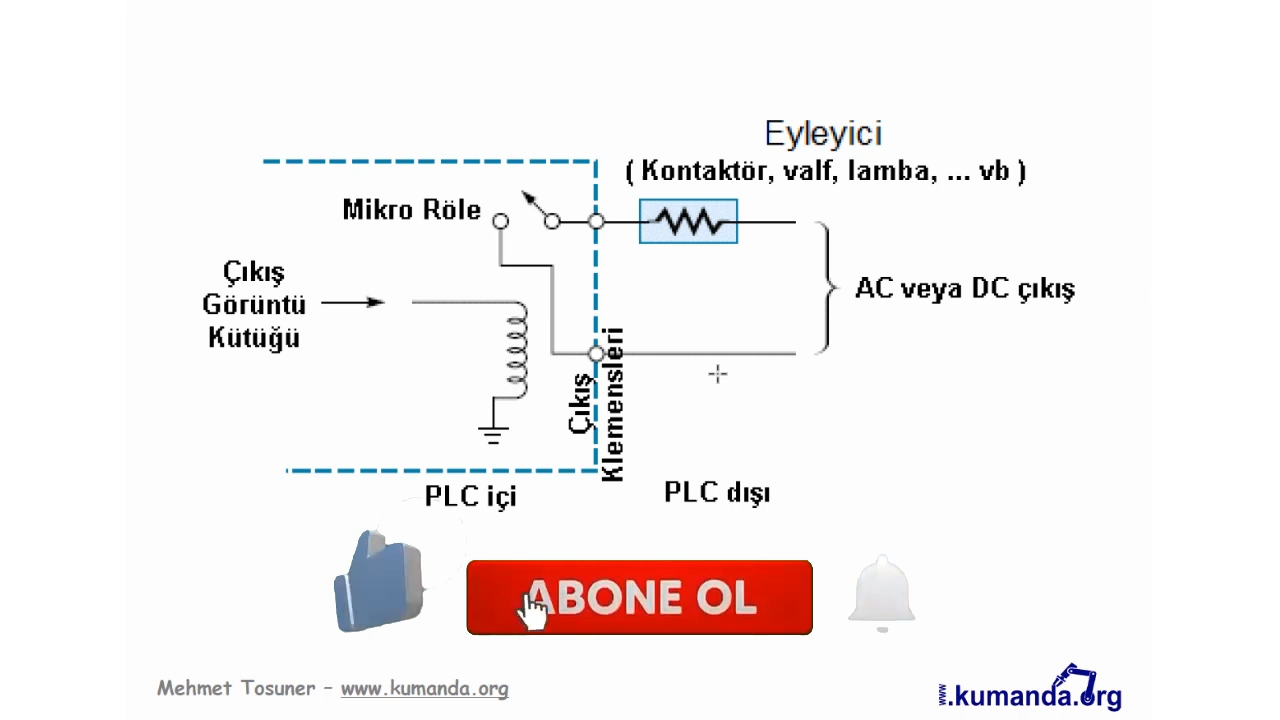 Eyleyici
( Kontaktör, valf, lamba, ... vb )
Mikro Röle
Çıkış
Görüntü
Kütüğü
AC veya DC çıkış
Çıkış
Klemensleri
PLC içi
PLC dışı
ABONE OL
Mehmet Tosuner – www.kumanda.org
www.kumanda.org